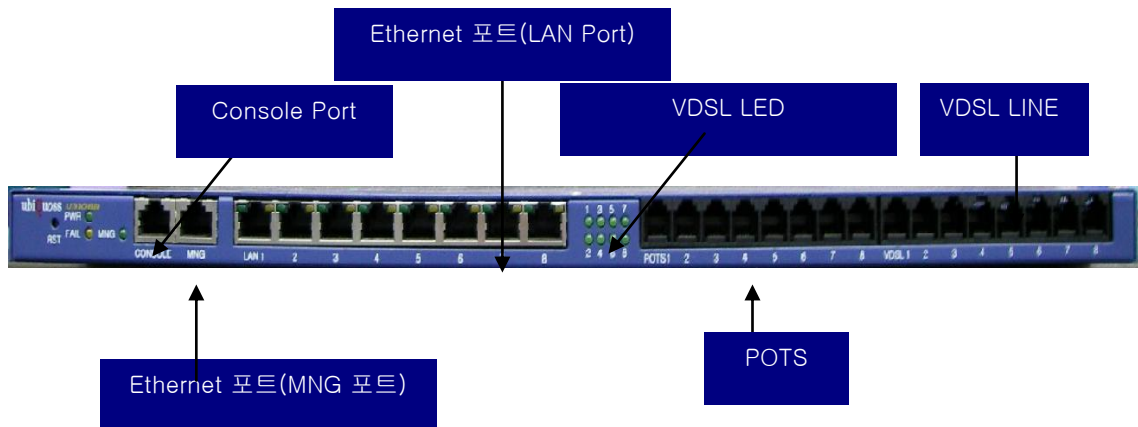 Ethernet 포트(LAN Port)
Console Port
VDSL LED
VDSL LINE
ubiquoss
PWR
RST FAIL MNG
CONSOLE MNG
LAN 1 2 3 4 5 6 8
1 3 5 7
2 4 8
POTS1 2 3 4 5 6 7 8
VDSL 1 2 3 4 5 6 7 8
Ethernet 포트(MNG 포트)
POTS